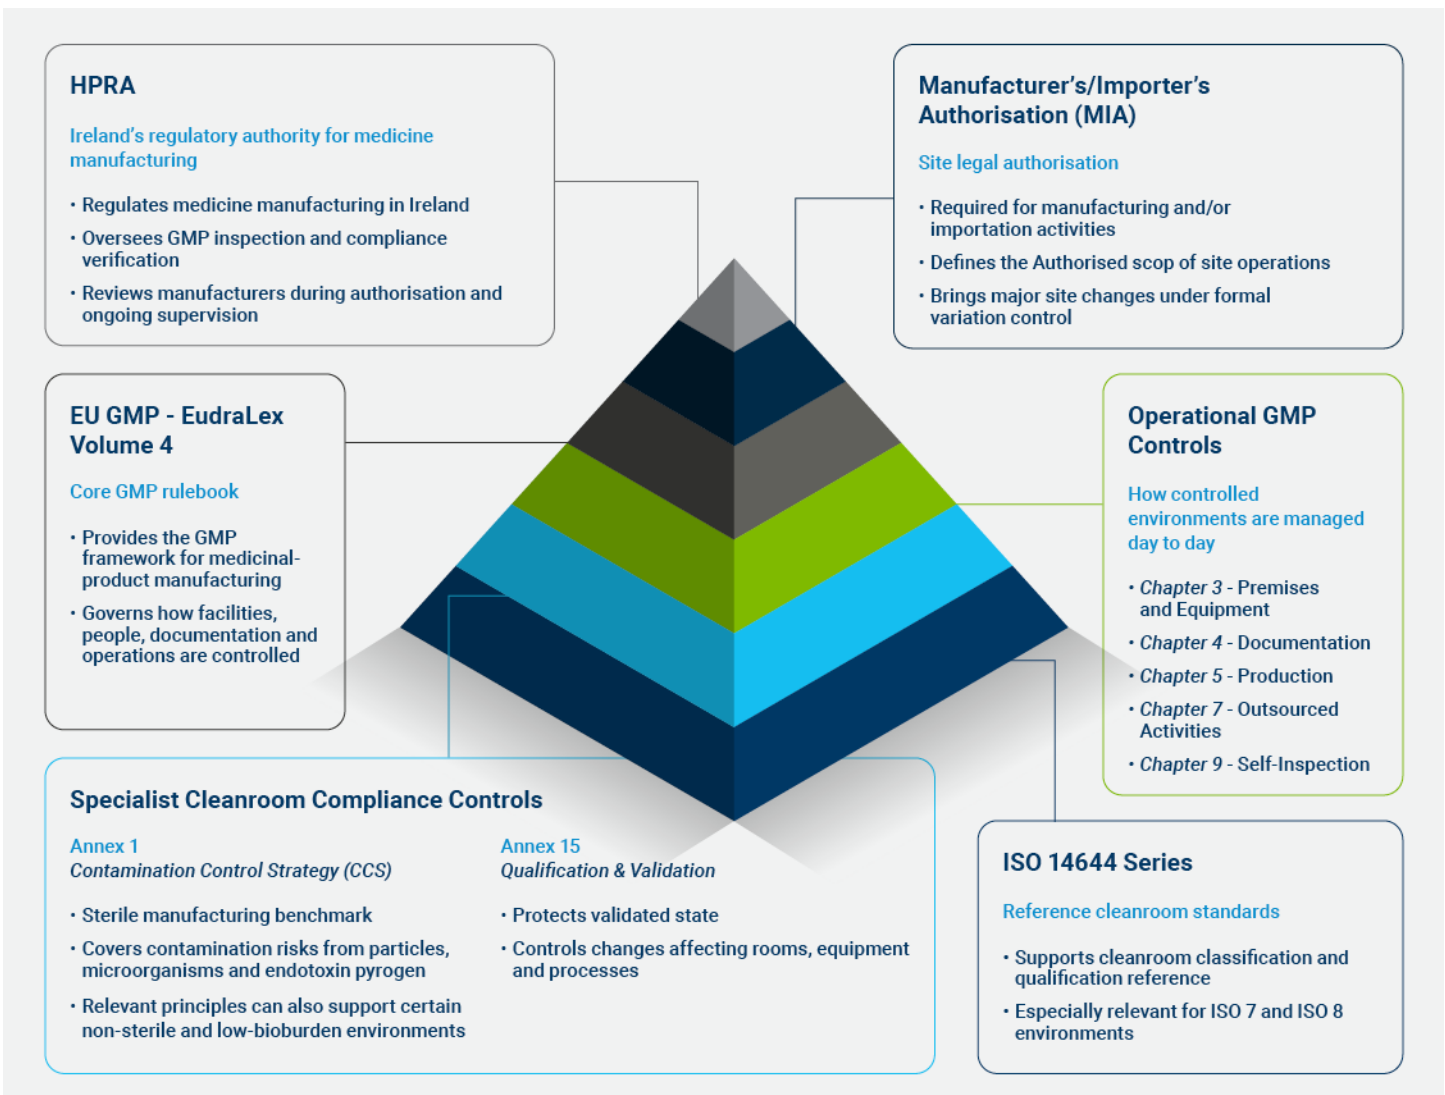 HPRA
Ireland's regulatory authority for medicine
manufacturing
• Regulates medicine manufacturing in Ireland
• Oversees GMP inspection and compliance
verification
• Reviews manufacturers during authorisation and
ongoing supervision
Manufacturer's/Importer's
Authorisation (MIA)
Site legal authorisation
• Required for manufacturing and/or
importation activities
• Defines the Authorised scop of site operations
• Brings major site changes under formal
variation control
EU GMP - EudraLex
Volume 4
Core GMP rulebook
• Provides the GMP
framework for medicinal-
product manufacturing
• Governs how facilities,
people, documentation and
operations are controlled
Operational GMP
Controls
How controlled
environments are managed
day to day
• Chapter 3 - Premises
and Equipment
• Chapter 4 - Documentation
• Chapter 5 - Production
• Chapter 7 - Outsourced
Activities
• Chapter 9 - Self-Inspection
Specialist Cleanroom Compliance Controls
Annex 1
Contamination Control Strategy (CCS)
• Sterile manufacturing benchmark
• Covers contamination risks from particles,
microorganisms and endotoxin pyrogen
• Relevant principles can also support certain
non-sterile and low-bioburden environments
Annex 15
Qualification & Validation
• Protects validated state
• Controls changes affecting rooms, equipment
and processes
ISO 14644 Series
Reference cleanroom standards
• Supports cleanroom classification and
qualification reference
• Especially relevant for ISO 7 and ISO 8
environments